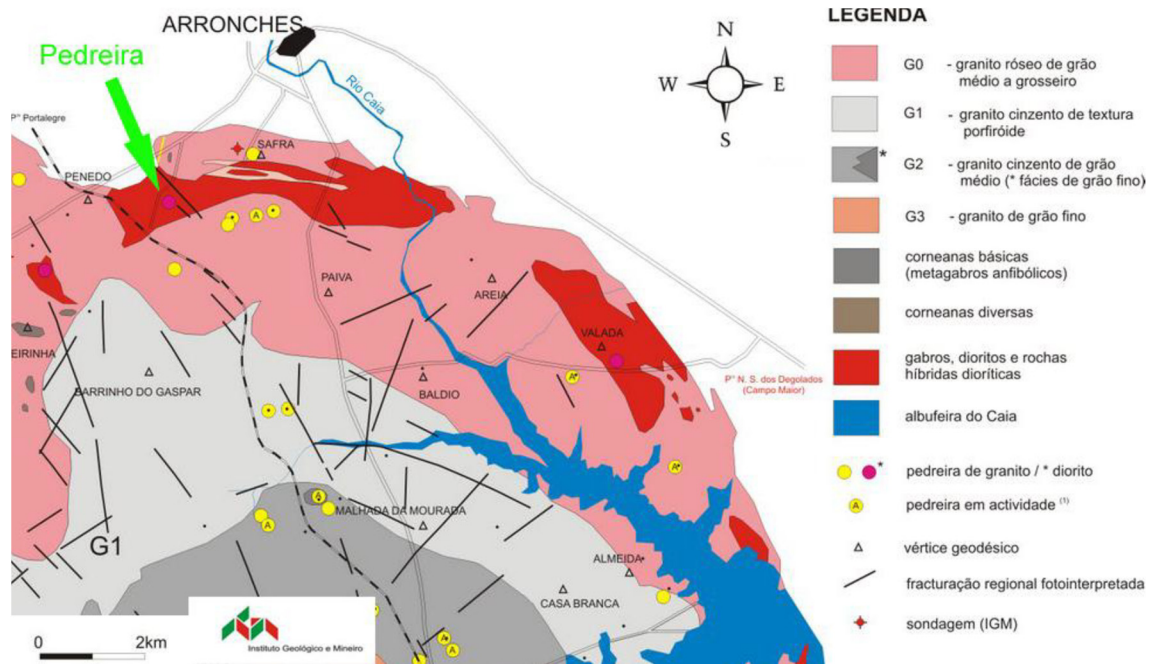 ARRONCHES
Pedreira
Rio Caia
Pª Portalegre
SAFRA
PENEDO
PAIVA
AREIA
VALADA
EIRINHA
BARRINHO DO GASPAR
BALDIO
Pª N. S. dos Degolados
(Campo Maior)
A
A*
A*
A
MALHADA DA MOURADA
A
G1
ALMEIDA
CASA BRANCA
A
A
0 2km
Instituto Geológico e Mineiro
N
W E
S
LEGENDA
G0 - granito róseo de grão
médio a grosseiro
G1 - granito cinzento de textura
porfiróide
* G2 - granito cinzento de grão
médio (* fácies de grão fino)
G3 - granito de grão fino
corneanas básicas
(metagabros anfibólicos)
corneanas diversas
gabros, dioritos e rochas
híbridas dioríticas
albufeira do Caia
* pedreira de granito / * diorito
A pedreira em actividade (1)
vértice geodésico
fracturação regional fotointerpretada
sondagem (IGM)